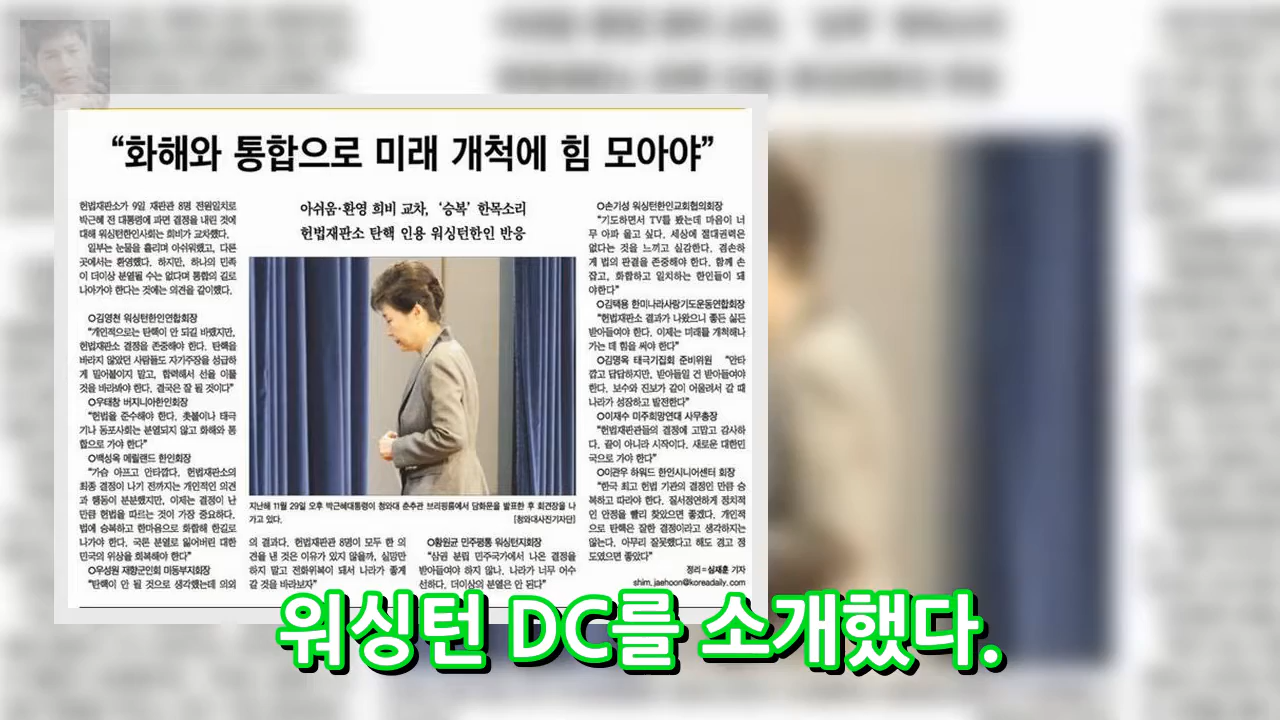 “화해와 통합으로 미래 개척에 힘 모아야”
아쉬움·환영 희비 교차, ‘승복’ 한목소리
헌법재판소 탄핵 인용 워싱턴한인 반응
헌법재판소가 9일 재판관 8명 전원일치로
박근혜 전 대통령에 파면 결정을 내린 것에
대해 워싱턴한인사회는 희비가 교차했다.
일부는 눈물을 흘리며 아쉬워했고, 다른
곳에서는 환영했다. 하지만, 하나의 민족
이 더이상 분열될 수는 없다며 통합의 길로
나아가야 한다는 것에는 의견을 같이했다.
○김영천 워싱턴한인연합회장
“개인적으로는 탄핵이 안 되길 바랬지만,
헌법재판소 결정을 존중해야 한다. 탄핵을
바라지 않았던 사람들도 자기주장을 성급하
게 밀어붙이지 말고, 합력해서 선을 이룰
것을 바라봐야 한다. 결국은 잘 될 것이다”
○우태창 버지니아한인회장
“헌법을 준수해야 한다. 촛불이나 태극
기나 동포사회는 분열되지 않고 화해와 통
합으로 가야 한다”
○백성옥 메릴랜드 한인회장
“가슴 아프고 안타깝다. 헌법재판소의
최종 결정이 나기 전까지는 개인적인 의견
과 행동이 분분했지만, 이제는 결정이 난
만큼 헌법을 따르는 것이 가장 중요하다.
법에 승복하고 한마음으로 화합해 한길로
나가야 한다. 국론 분열로 잃어버린 대한
민국의 위상을 회복해야 한다”
○우성원 재향군인회 미동부지회장
“탄핵이 안 될 것으로 생각했는데 의외
지난해 11월 29일 오후 박근혜대통령이 청와대 춘추관 브리핑룸에서 담화문을 발표한 후 회견장을 나
가고 있다. [청와대사진기자단]
의 결과다. 헌법재판관 8명이 모두 한 의
견을 낸 것은 이유가 있지 않을까, 실망만
하지 말고 전화위복이 돼서 나라가 좋게
갈 것을 바라보자”
○황원균 민주평통 워싱턴지회장
“삼권 분립 민주국가에서 나온 결정을
받아들여야 하지 않나. 나라가 너무 어수
선하다. 더이상의 분열은 안 된다”
○손기성 워싱턴한인교회협의회장
“기도하면서 TV를 봤는데 마음이 너
무 아파 울고 싶다. 세상에 절대권력은
없다는 것을 느끼고 실감한다. 겸손하
게 법의 판결을 존중해야 한다. 함께 손
잡고, 화합하고 일치하는 한인들이 돼
야한다”
○김택용 한미나라사랑기도운동연합회장
“헌법재판소 결과가 나왔으니 좋든 싫든
받아들여야 한다. 이제는 미래를 개척해나
가는 데 힘을 써야 한다”
○김명옥 태극기집회 준비위원 “안타
깝고 답답하지만, 받아들일 건 받아들여야
한다. 보수와 진보가 같이 어울려서 갈 때
나라가 성장하고 발전한다”
○이재수 미주희망연대 사무총장
“헌법재판관들의 결정에 고맙고 감사하
다. 끝이 아니라 시작이다. 새로운 대한민
국으로 가야 한다”
○이관우 하워드 한인시니어센터 회장
“한국 최고 헌법 기관의 결정인 만큼 승
복하고 따라야 한다. 질서정연하게 정치적
인 안정을 빨리 찾았으면 좋겠다. 개인적
으로 탄핵은 잘한 결정이라고 생각하지는
않는다. 아무리 잘못했다고 해도 경고 정
도였으면 좋았다”
정리=심재훈 기자
shim.jaehoon@koreadaily.com
워싱턴 DC를 소개했다.